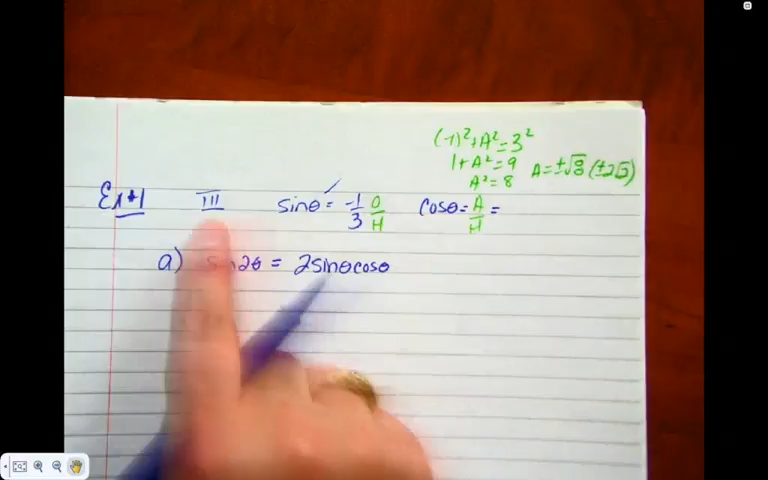 (-1)²+A²=3²
1+A²=9
A²=8
A=±√8 (±2√2)
Ex #1 III sinθ = -1/3 O/H cosθ = A/H =
a) sin2θ = 2sinθcosθ